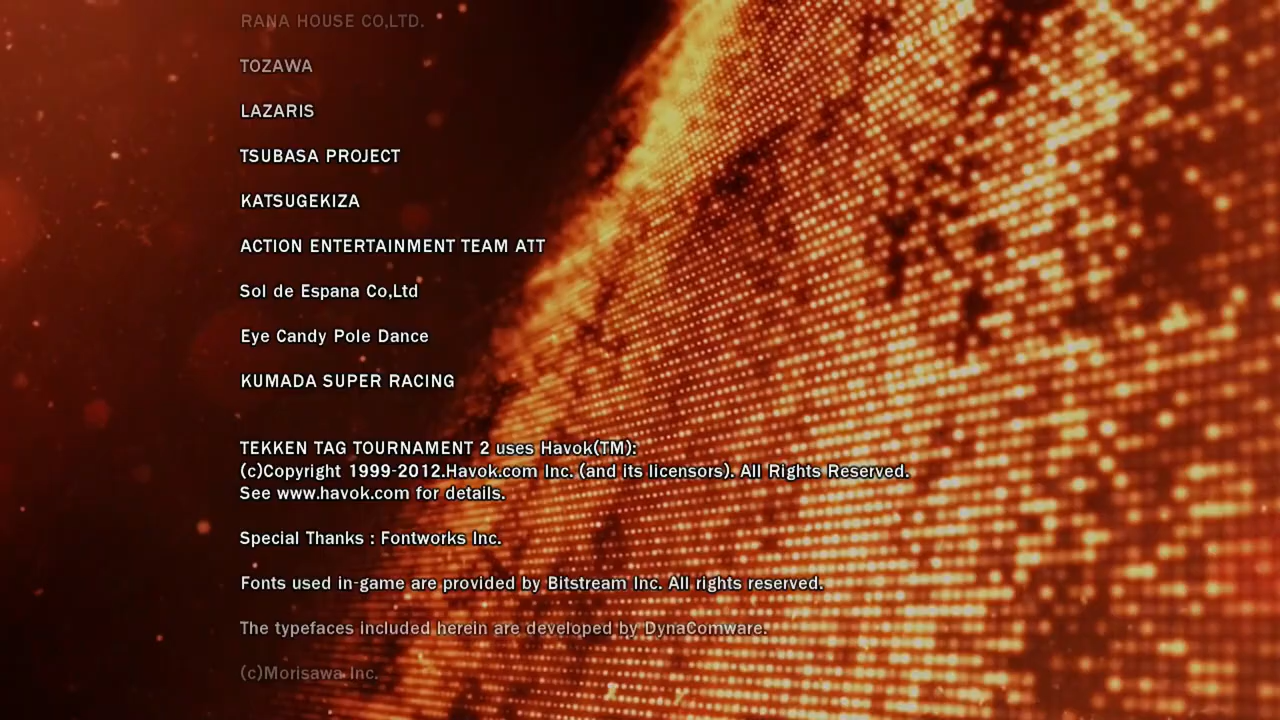 RANA HOUSE CO,LTD.
TOZAWA
LAZARIS
TSUBASA PROJECT
KATSUGEKIZA
ACTION ENTERTAINMENT TEAM ATT
Sol de Espana Co,Ltd
Eye Candy Pole Dance
KUMADA SUPER RACING
TEKKEN TAG TOURNAMENT 2 uses Havok(TM):
(c)Copyright 1999-2012.Havok.com Inc. (and its licensors). All Rights Reserved.
See www.havok.com for details.
Special Thanks : Fontworks Inc.
Fonts used in-game are provided by Bitstream Inc. All rights reserved.
The typefaces included herein are developed by DynaComware.
(c)Morisawa Inc.